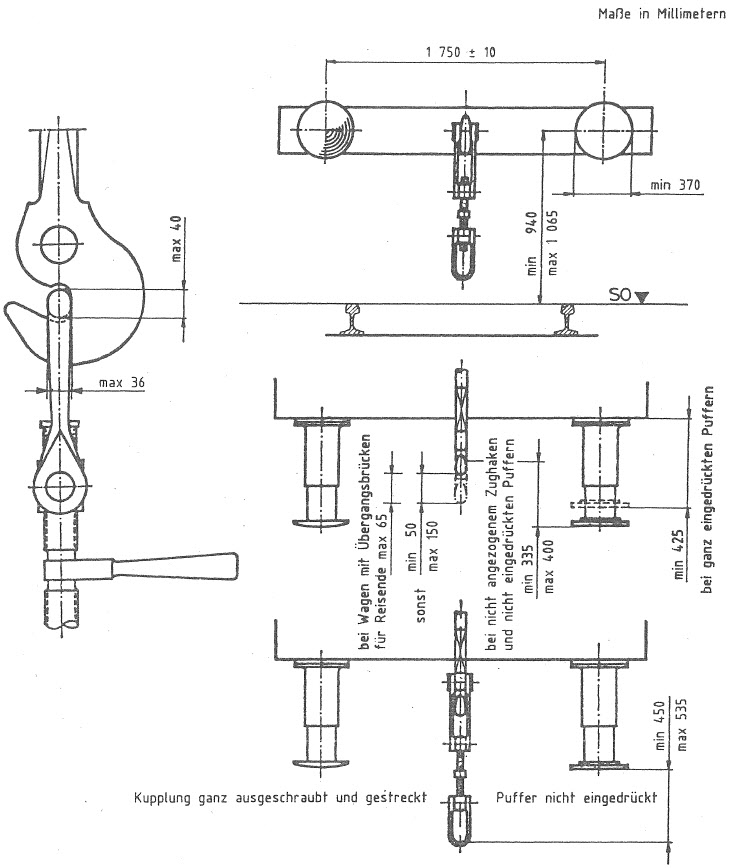 Maße in Millimetern
1 750 ± 10
min 370
min 940
max 1 065
SO
max 40
max 36
bei Wagen mit Übergangsbrücken
für Reisende max 65
min 50
max 150
sonst
bei nicht angezogenem Zughaken
und nicht eingedrückten Puffern
min 335
max 400
min 425
bei ganz eingedrückten Puffern
min 450
max 535
Kupplung ganz ausgeschraubt und gestreckt
Puffer nicht eingedrückt